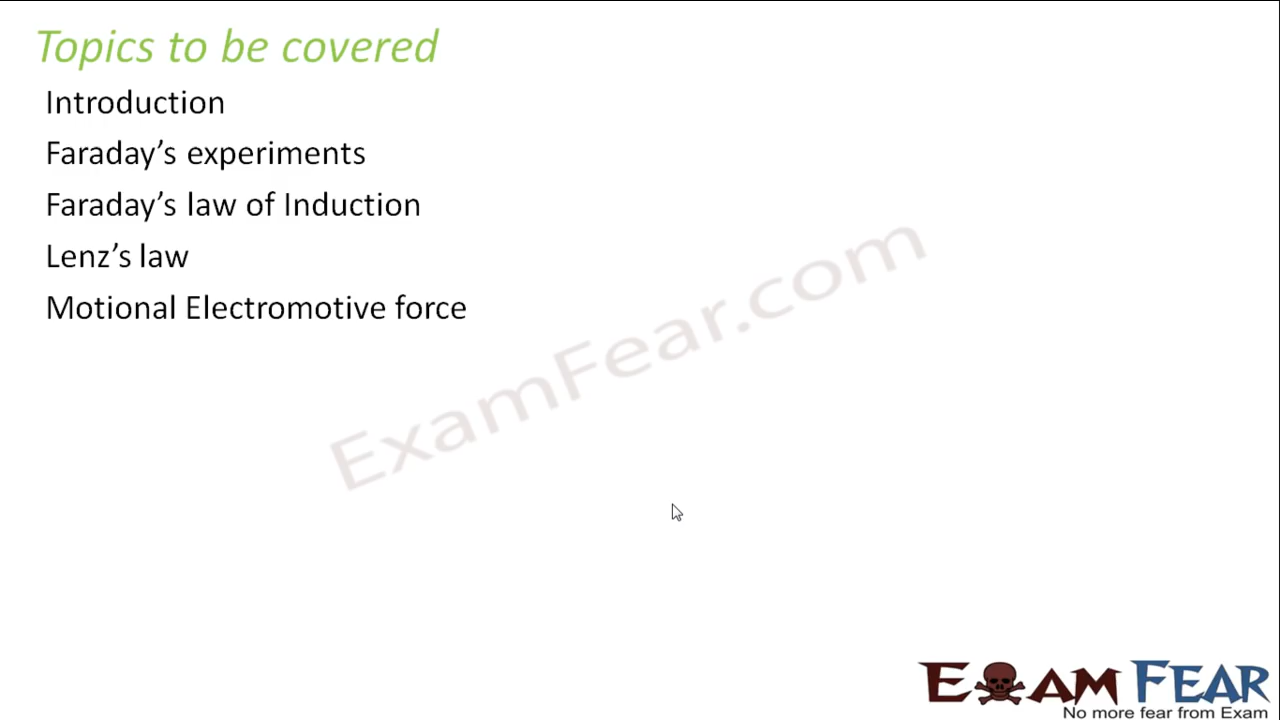 Topics to be covered
Introduction
Faraday’s experiments
Faraday’s law of Induction
Lenz’s law
Motional Electromotive force
ExamFear.com
EXAM FEAR
No more fear from Exam